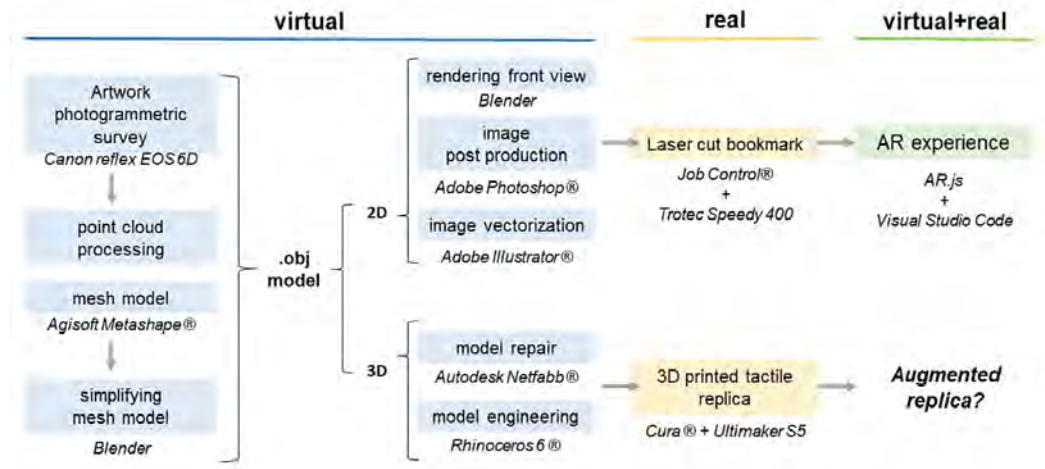 virtual
real
virtual+real
Artwork
photogrammetric
survey
Canon reflex EOS 6D
point cloud
processing
mesh model
Agisoft Metashape®
simplifying
mesh model
Blender
.obj
model
2D
rendering front view
Blender
image
post production
Adobe Photoshop®
image vectorization
Adobe Illustrator®
3D
model repair
Autodesk Netfabb®
model engineering
Rhinoceros 6®
Laser cut bookmark
Job Control®
+
Trotec Speedy 400
3D printed tactile
replica
Cura® + Ultimaker S5
AR experience
AR.js
+
Visual Studio Code
Augmented
replica?